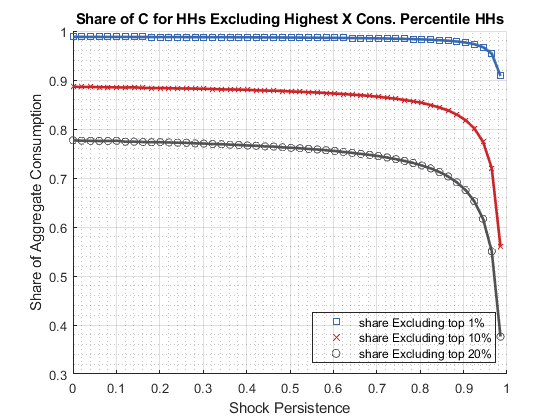 Share of C for HHs Excluding Highest X Cons. Percentile HHs
1
0.9
0.8
0.7
0.6
0.5
0.4
0.3
Share of Aggregate Consumption
share Excluding top 1%
share Excluding top 10%
share Excluding top 20%
0 0.1 0.2 0.3 0.4 0.5 0.6 0.7 0.8 0.9 1
Shock Persistence